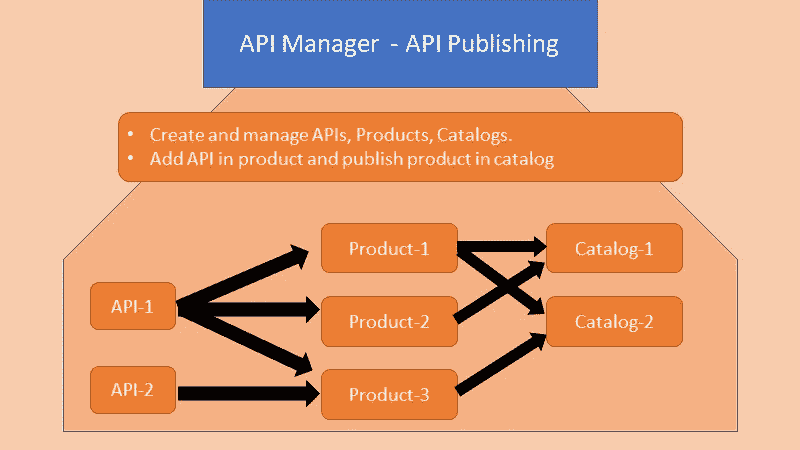 API Manager - API Publishing
• Create and manage APIs, Products, Catalogs.
• Add API in product and publish product in catalog
Product-1
Catalog-1
API-1
Product-2
Catalog-2
API-2
Product-3